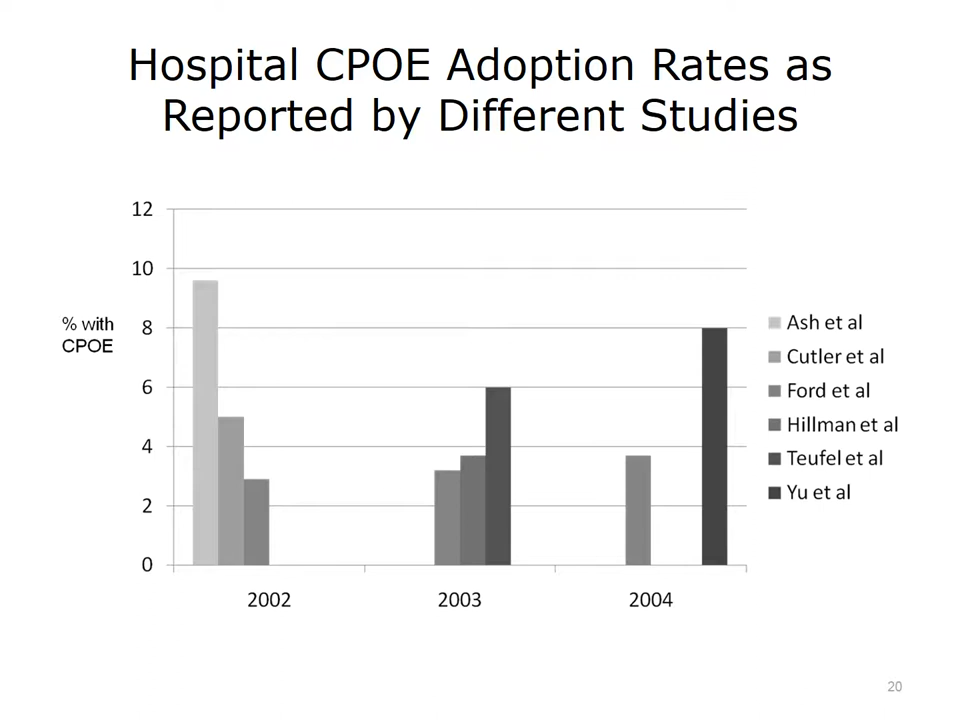 Hospital CPOE Adoption Rates as
Reported by Different Studies
12
10
8
6
4
2
0
% with
CPOE
2002
2003
2004
Ash et al
Cutler et al
Ford et al
Hillman et al
Teufel et al
Yu et al
20